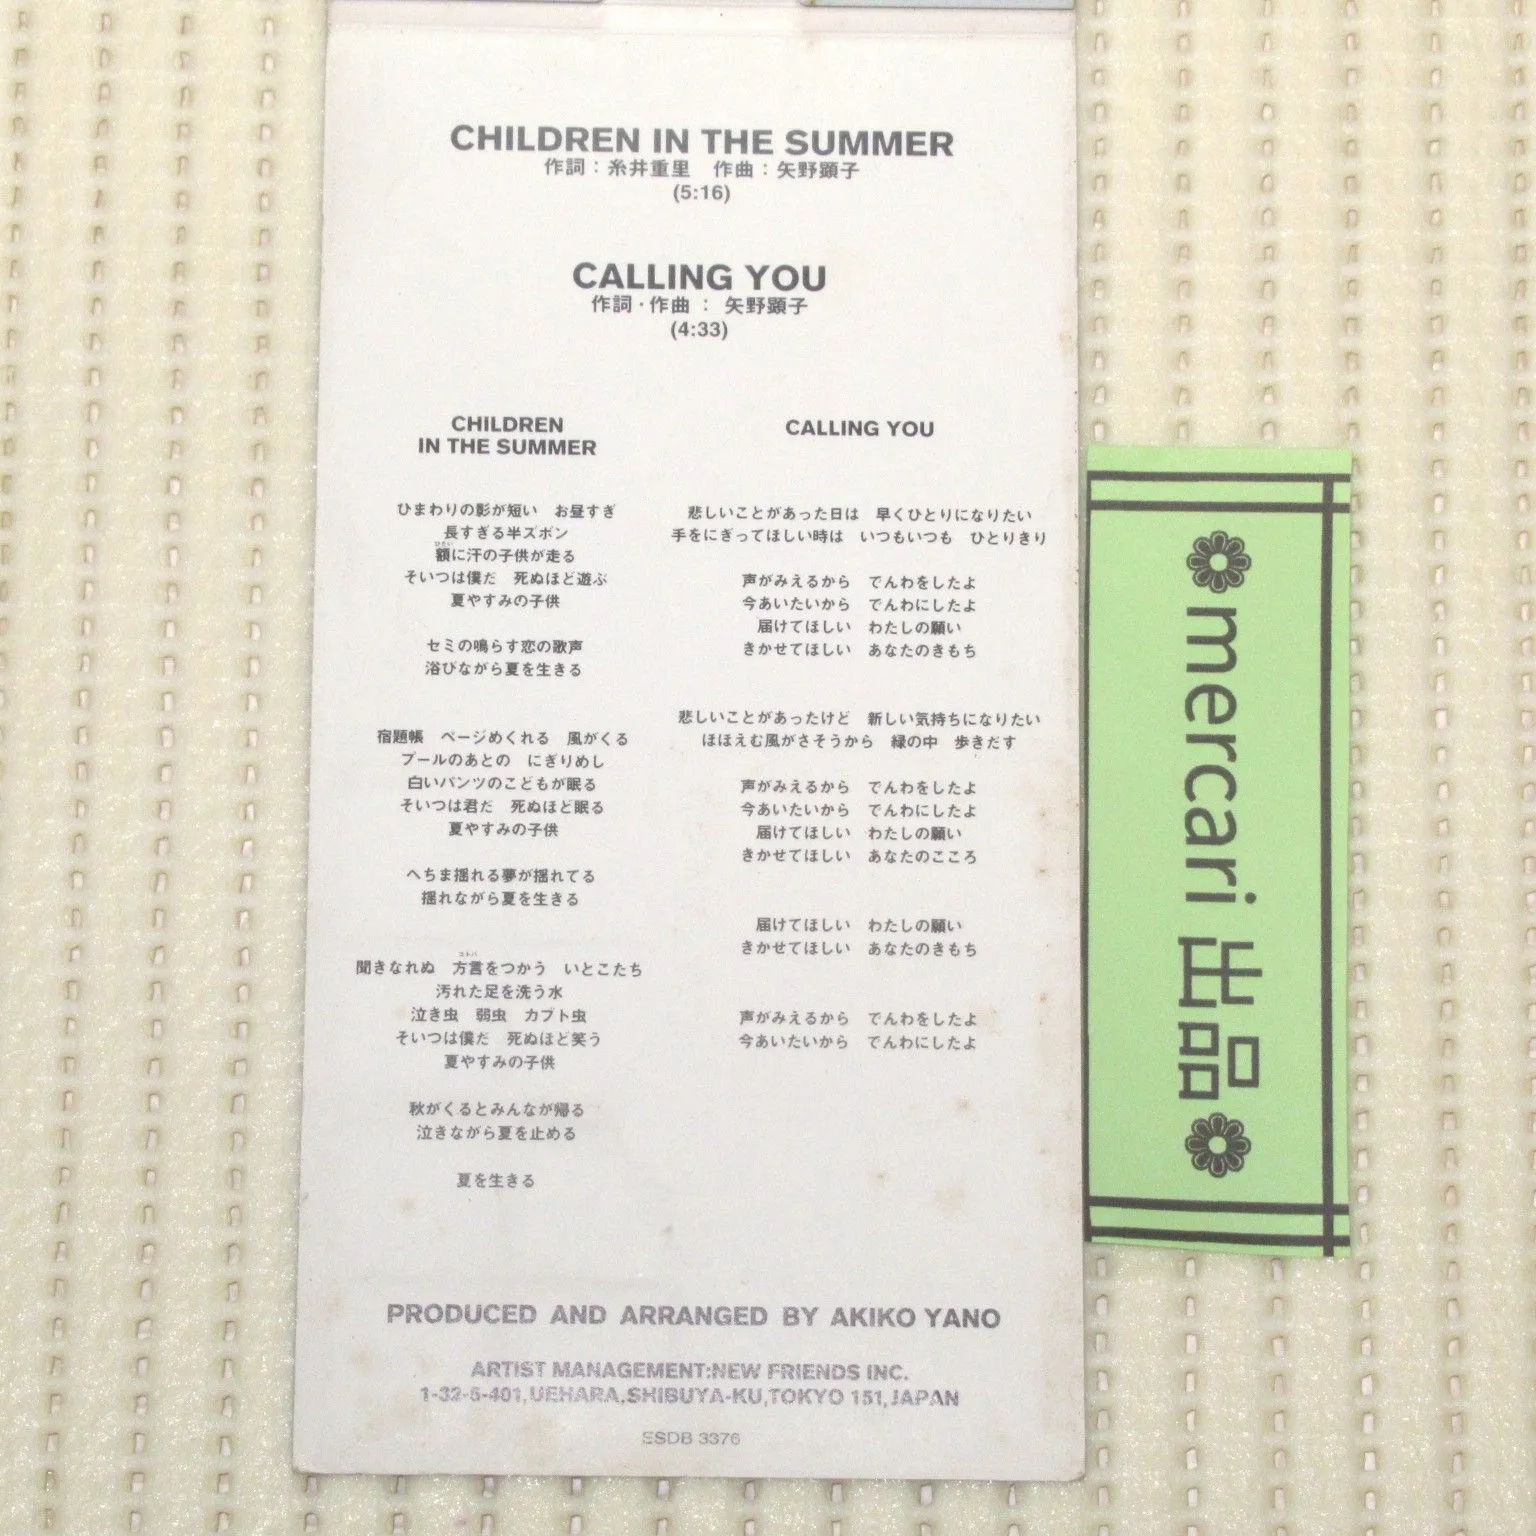 CHILDREN IN THE SUMMER
作詞：糸井重里　作曲：矢野顕子
(5:16)
CALLING YOU
作詞・作曲：矢野顕子
(4:33)
CHILDREN
IN THE SUMMER
ひまわりの影が短い　お昼すぎ
長すぎる半ズボン
ひたい
額に汗の子供が走る
そいつは僕だ　死ぬほど遊ぶ
夏やすみの子供
セミの鳴らす恋の歌声
浴びながら夏を生きる
宿題帳　ページめくれる　風がくる
プールのあとの　にぎりめし
白いパンツのこどもが眠る
そいつは君だ　死ぬほど眠る
夏やすみの子供
へちま揺れる夢が揺れてる
揺れながら夏を生きる
コトバ
聞きなれぬ　方言をつかう　いとこたち
汚れた足を洗う水
泣き虫　弱虫　カブト虫
そいつは僕だ　死ぬほど笑う
夏やすみの子供
秋がくるとみんなが帰る
泣きながら夏を止める
夏を生きる
CALLING YOU
悲しいことがあった日は　早くひとりになりたい
手をにぎってほしい時は　いつもいつも　ひとりきり
声がみえるから　でんわをしたよ
今あいたいから　でんわにしたよ
届けてほしい　わたしの願い
きかせてほしい　あなたのきもち
悲しいことがあったけど　新しい気持ちになりたい
ほほえむ風がさそうから　緑の中　歩きだす
声がみえるから　でんわをしたよ
今あいたいから　でんわにしたよ
届けてほしい　わたしの願い
きかせてほしい　あなたのこころ
届けてほしい　わたしの願い
きかせてほしい　あなたのきもち
声がみえるから　でんわをしたよ
今あいたいから　でんわにしたよ
PRODUCED AND ARRANGED BY AKIKO YANO
ARTIST MANAGEMENT:NEW FRIENDS INC.
1-32-5-401,UEHARA,SHIBUYA-KU,TOKYO 151,JAPAN
ESDB 3376
mercari 出品